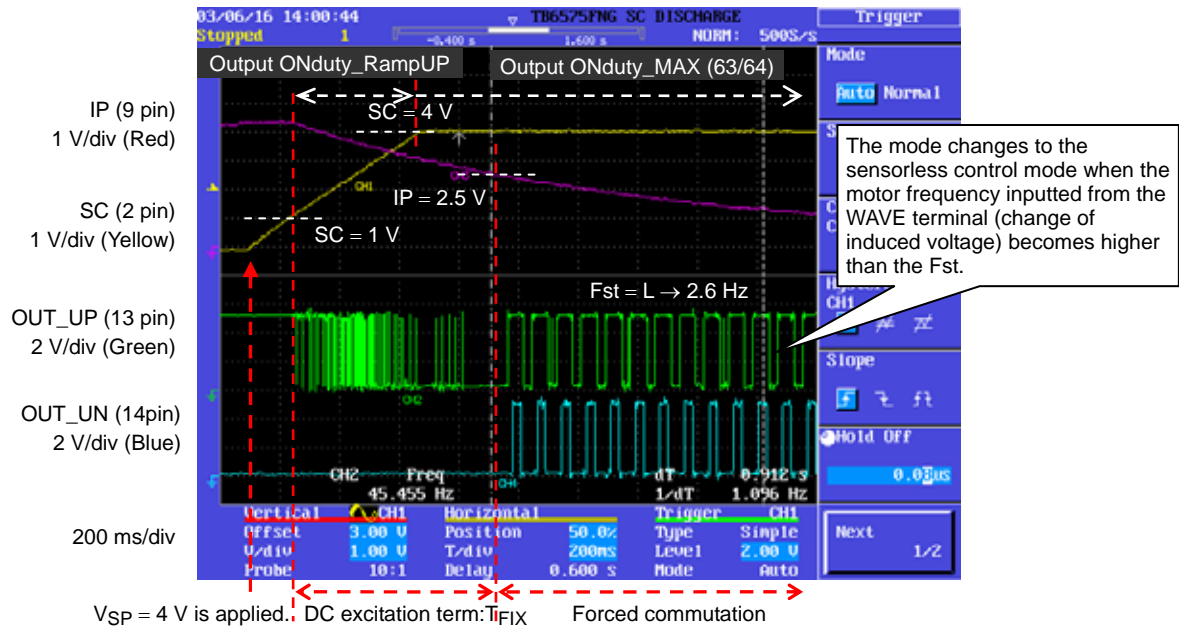 03/06/16 14:00:44
TB6575FNG SC DISCHARGE
Trigger
Stopped
1
-0.400 s
1.600 s
NORM: 500S/s
Output ONduty_RampUP
Output ONduty_MAX (63/64)
Mode
Auto Normal
IP (9 pin)
1 V/div (Red)
SC = 4 V
The mode changes to the
sensorless control mode when the
motor frequency inputted from the
WAVE terminal (change of
induced voltage) becomes higher
than the Fst.
CH1
IP = 2.5 V
SC (2 pin)
1 V/div (Yellow)
SC = 1 V
Fst = L → 2.6 Hz
CH1
OUT_UP (13 pin)
2 V/div (Green)
Slope
CH2
OUT_UN (14pin)
2 V/div (Blue)
Hold Off
CH2 Freq
45.455 Hz
CH4
dT 0.912 s
1/dT 1.096 Hz
200 ms/div
Vertical CH1
Offset 3.00 V
V/div 1.00 V
Probe 10:1
Horizontal
Position 50.0%
T/div 200ms
Delay 0.600 s
Trigger CH1
Type Simple
Level 2.00 V
Mode Auto
Next
1/2
VSP = 4 V is applied.
DC excitation term:TFIX
Forced commutation